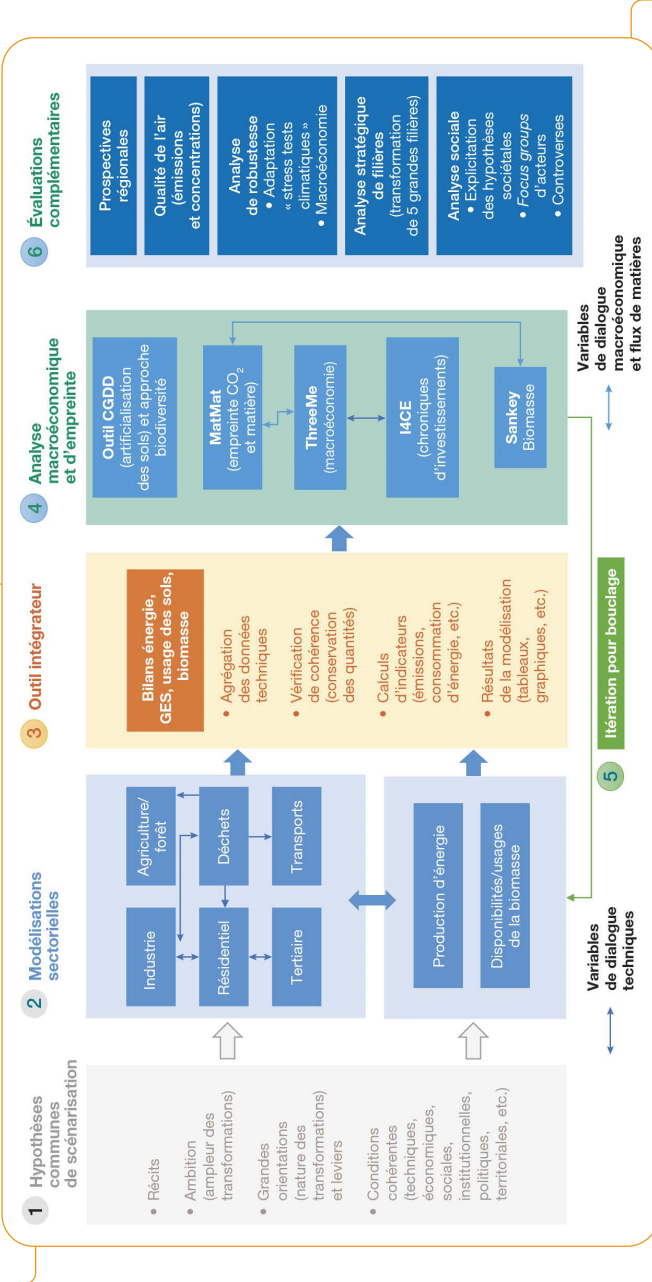 1 Hypothèses
communes
de scénarisation
• Récits
• Ambition
(ampleur des
transformations)
• Grandes
orientations
(nature des
transformations)
et leviers
• Conditions
cohérentes
(techniques,
économiques,
sociales,
institutionnelles,
politiques,
territoriales, etc.)
2 Modélisations
sectorielles
Industrie
Agriculture/
forêt
Résidentiel
Déchets
Tertiaire
Transports
Production d’énergie
Disponibilités/usages
de la biomasse
3 Outil intégrateur
Bilans énergie,
GES, usage des sols,
biomasse
• Agrégation
des données
techniques
• Vérification
de cohérence
(conservation
des quantités)
• Calculs
d’indicateurs
(émissions,
consommation
d’énergie, etc.)
• Résultats
de la modélisation
(tableaux,
graphiques, etc.)
4 Analyse
macroéconomique
et d’empreinte
Outil CGDD
(artificialisation
des sols) et approche
biodiversité
MatMat
(empreinte CO2
et matière)
ThreeMe
(macroéconomie)
I4CE
(chroniques
d’investissements)
Sankey
Biomasse
6 Évaluations
complémentaires
Prospectives
régionales
Qualité de l’air
(émissions
et concentrations)
Analyse
de robustesse
• Adaptation
« stress tests
climatiques »
• Macroéconomie
Analyse stratégique
de filières
(transformation
de 5 grandes filières)
Analyse sociale
• Explicitation
des hypothèses
sociétales
• Focus groups
d’acteurs
• Controverses
5 Itération pour bouclage
Variables
de dialogue
techniques
Variables
de dialogue
macroéconomique
et flux de matières